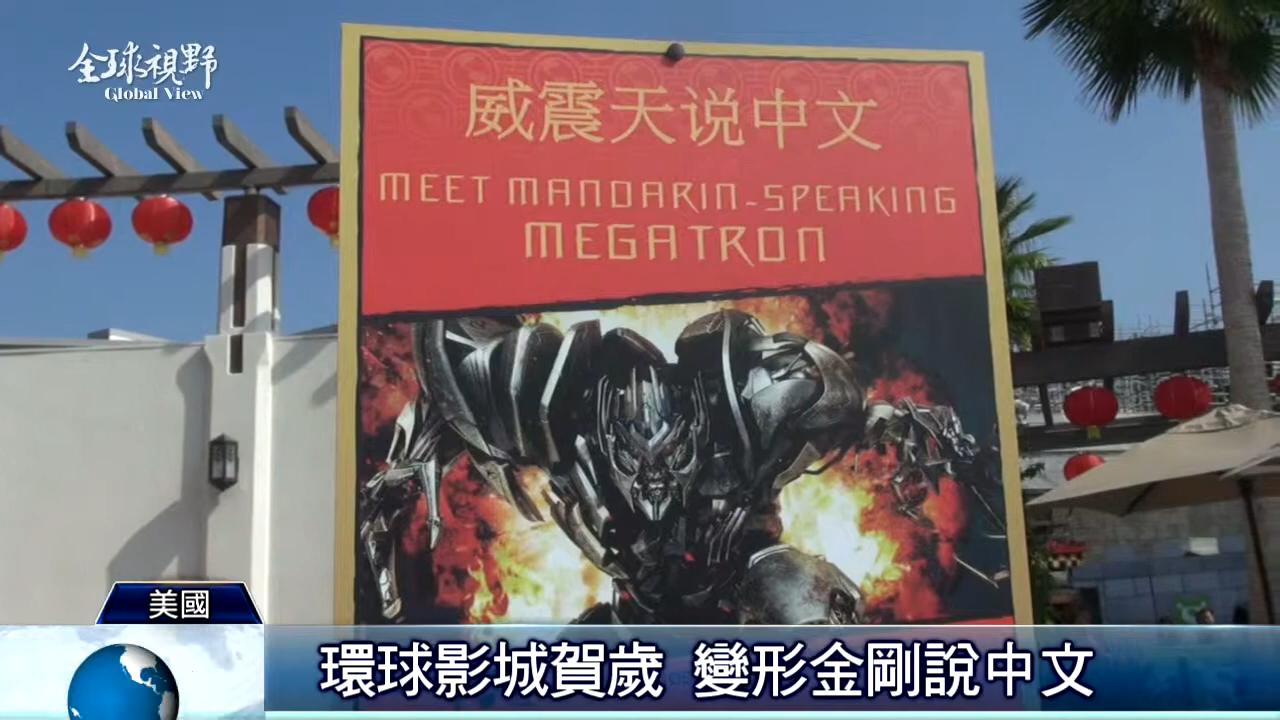 全球視野
Global View
威震天说中文
MEET MANDARIN-SPEAKING
MEGATRON
美國
環球影城賀歲 變形金剛說中文